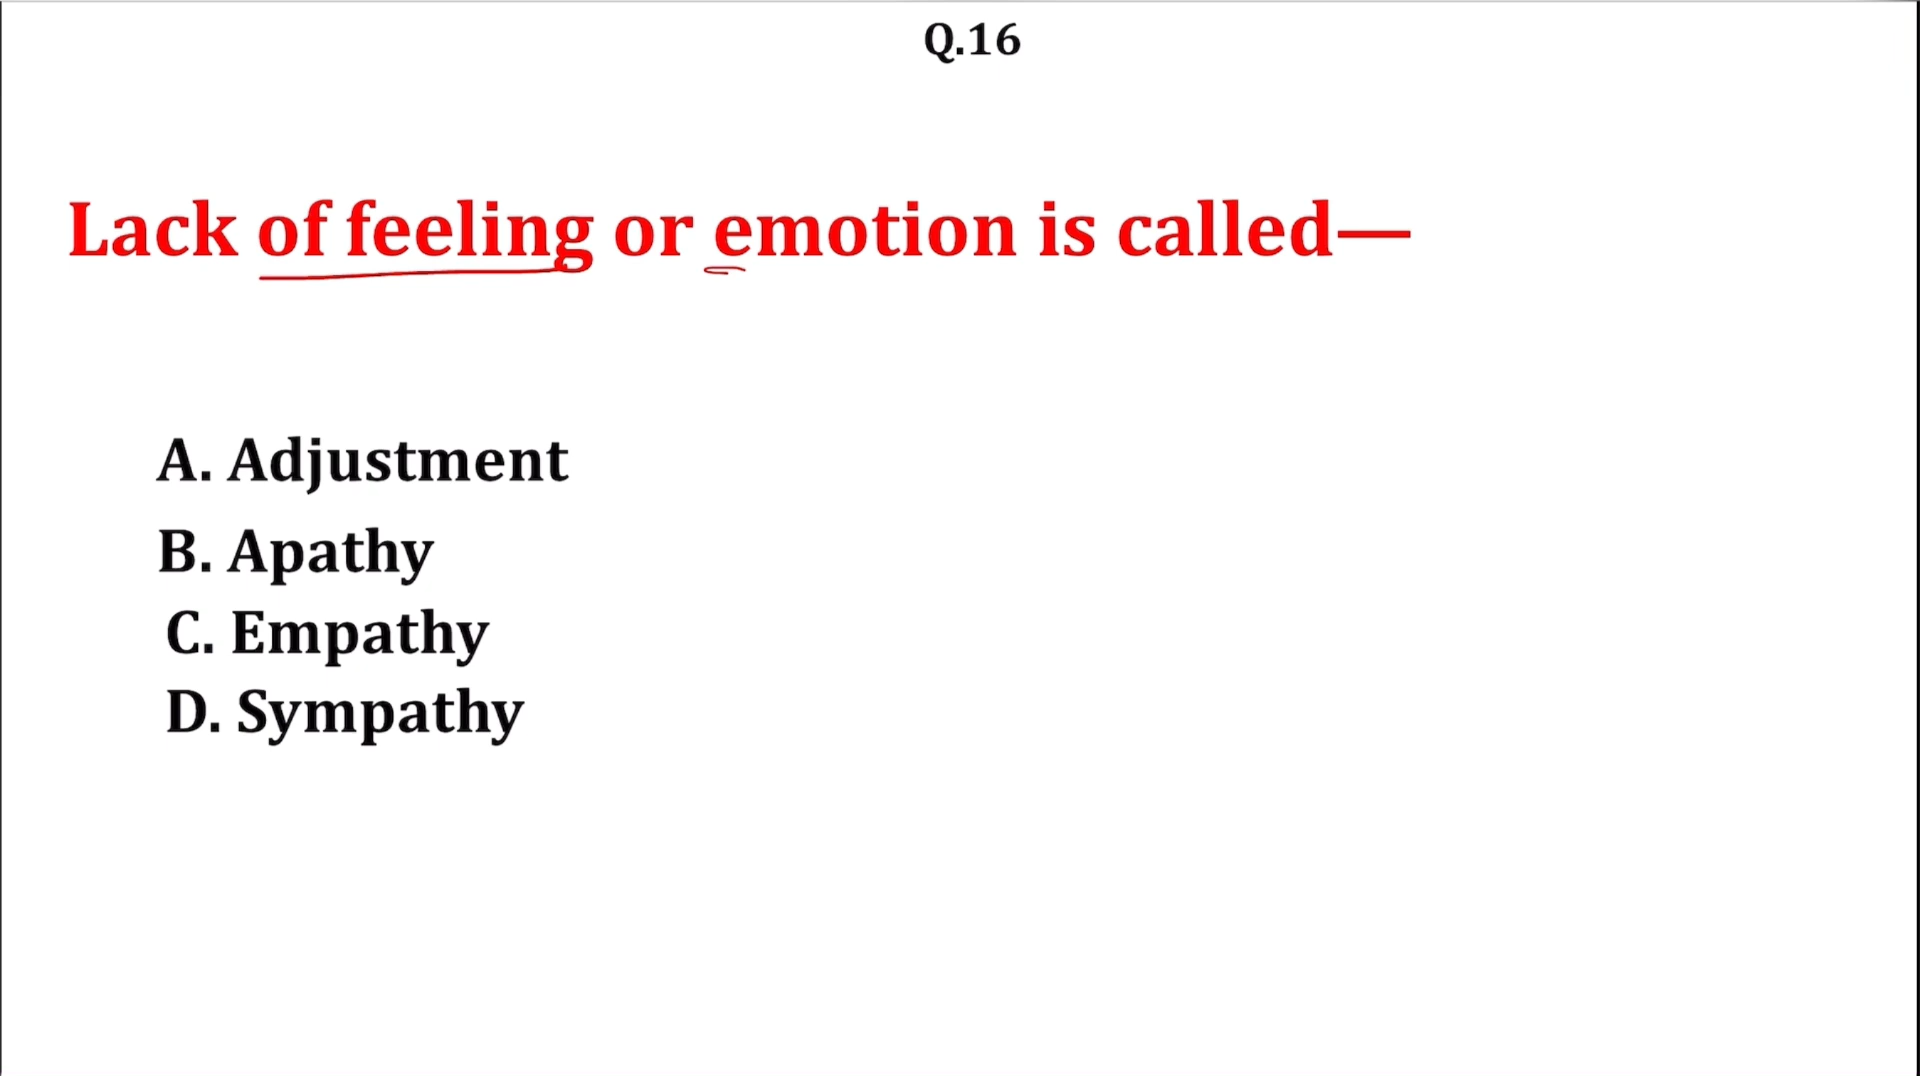 Q.16
Lack of feeling or emotion is called—
A. Adjustment
B. Apathy
C. Empathy
D. Sympathy